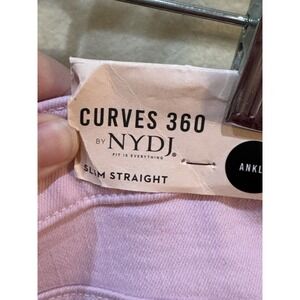 CURVES 360
BY NYDJ®
FIT IS EVERYTHING
SLIM STRAIGHT
ANKL